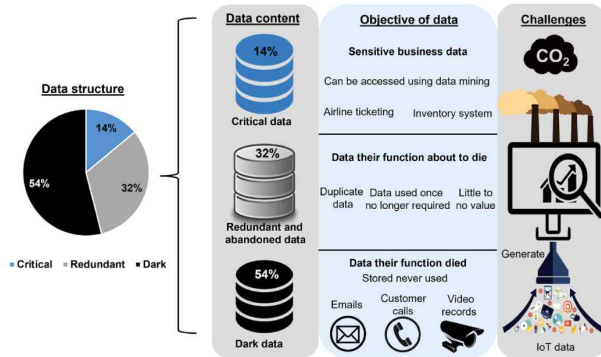 Data structure
14%
54%
32%
Critical
Redundant
Dark
Data content
14%
Critical data
32%
Redundant and
abandoned data
54%
Dark data
Objective of data
Sensitive business data
Can be accessed using data mining
Airline ticketing
Inventory system
Data their function about to die
Duplicate
data
Data used once
no longer required
Little to
no value
Data their function died
Stored never used
Emails
Customer
calls
Video
records
Challenges
CO2
Generate
IoT data